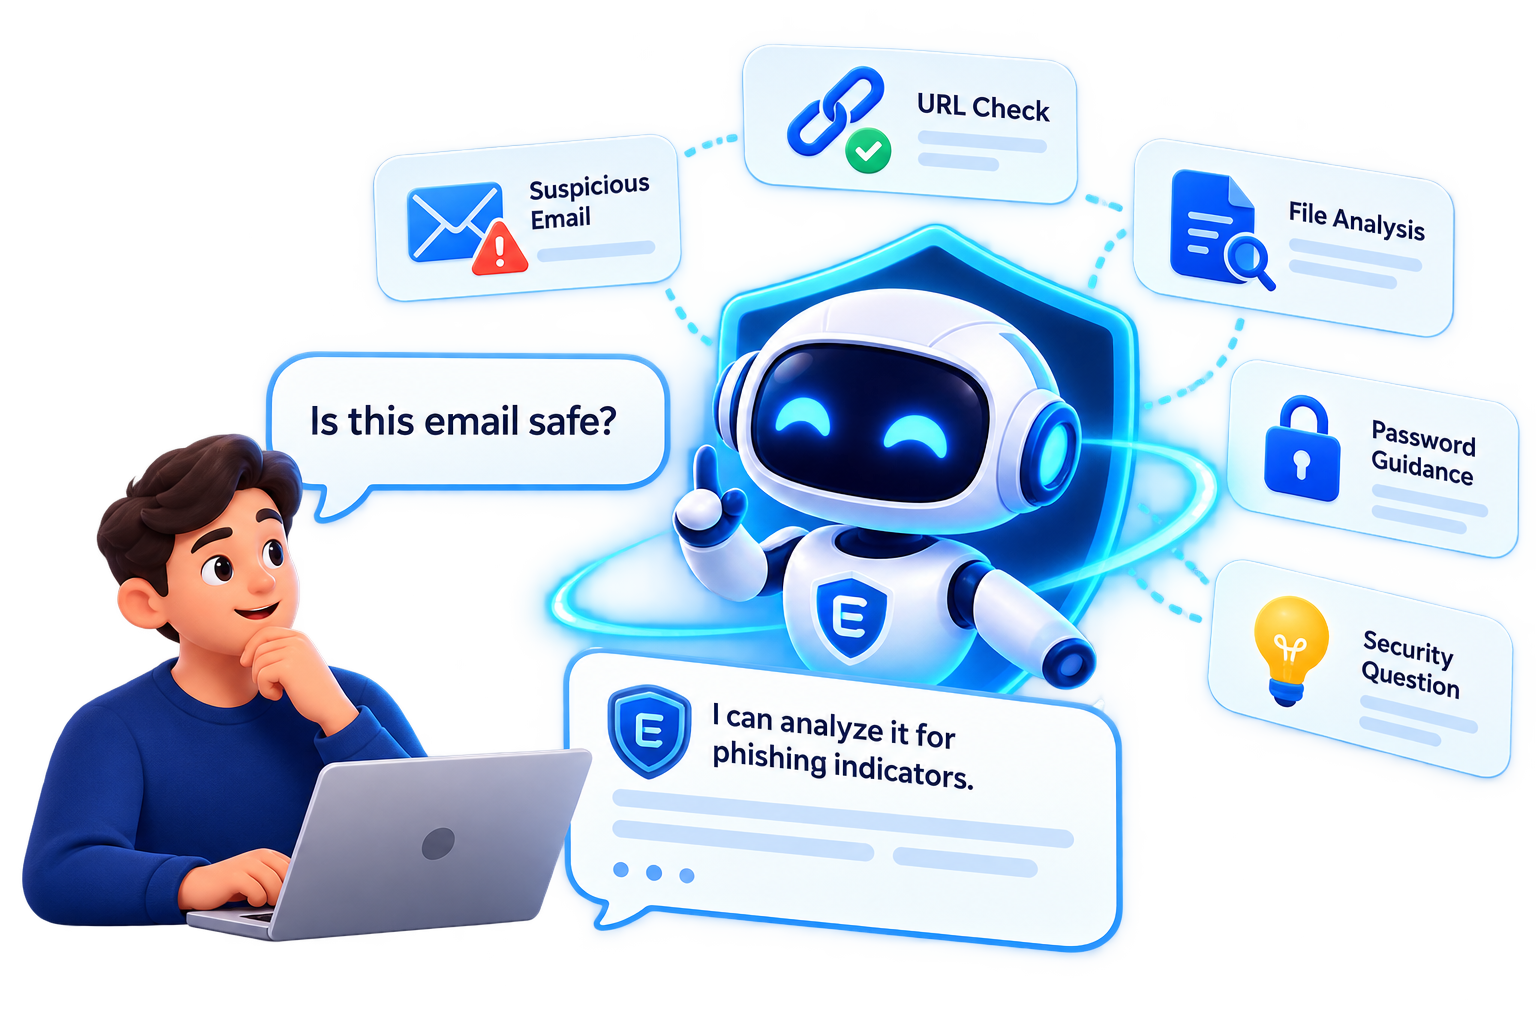 URL Check
Suspicious
Email
File Analysis
Is this email safe?
Password
Guidance
E
Security
Question
E
I can analyze it for
phishing indicators.